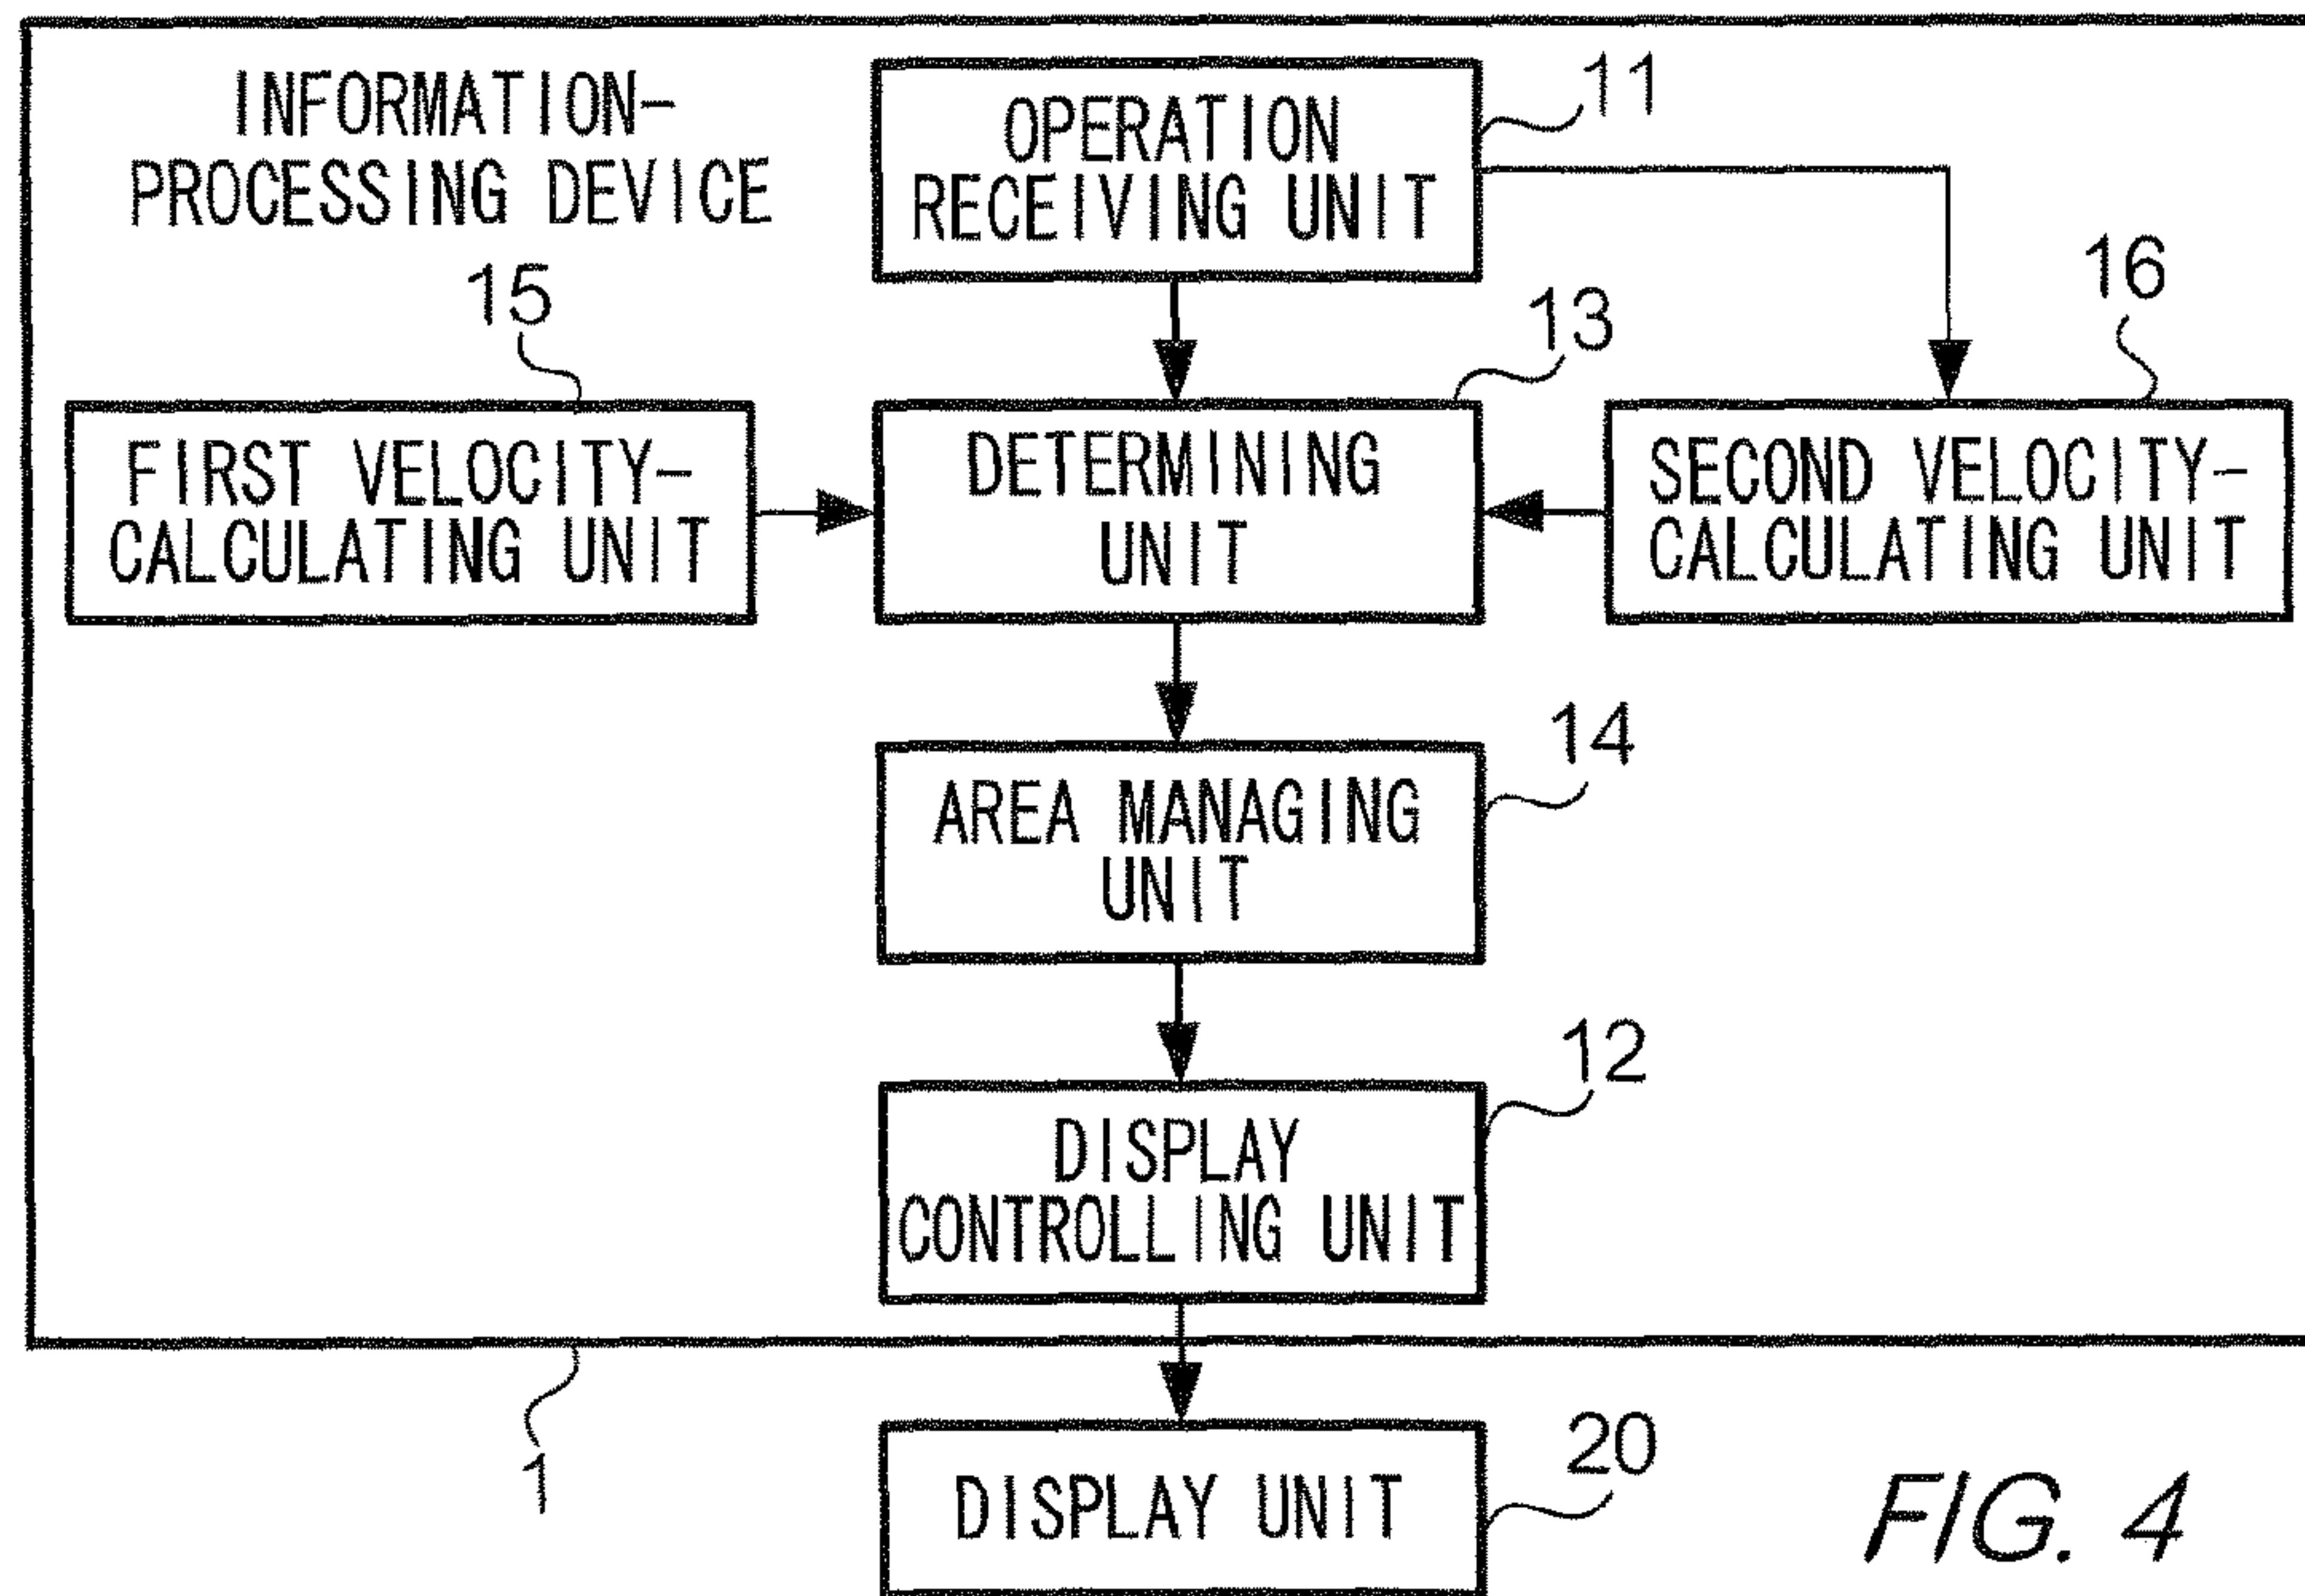 INFORMATION-
PROCESSING DEVICE
OPERATION
RECEIVING UNIT
11
15
FIRST VELOCITY-
CALCULATING UNIT
13
DETERMINING
UNIT
16
SECOND VELOCITY-
CALCULATING UNIT
14
AREA MANAGING
UNIT
12
DISPLAY
CONTROLLING UNIT
1
20
DISPLAY UNIT
FIG. 4